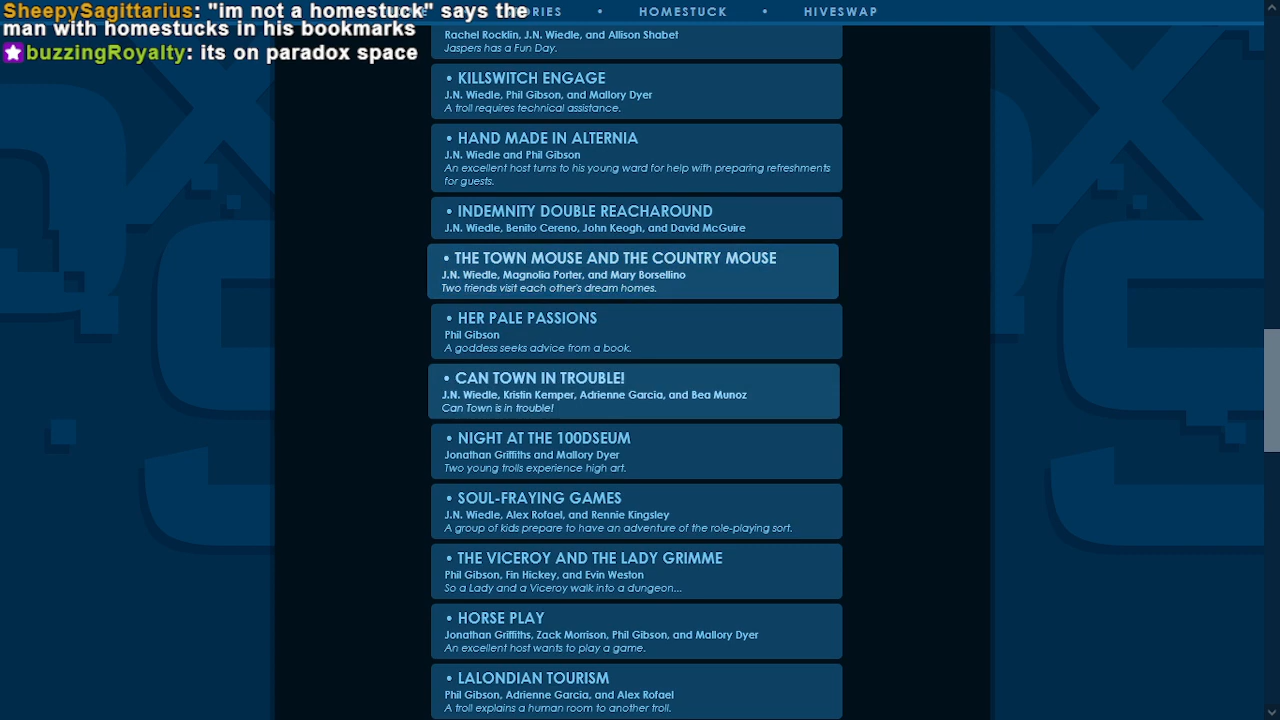 SheepySagittarius: "im not a homestuck" says the
man with homestucks in his bookmarks
buzzingRoyalty: its on paradox space
• HOMESTUCK • HIVESWAP
Rachel Rocklin, J.N. Wiedle, and Allison Shabet
Jaspers has a Fun Day.
• KILLSWITCH ENGAGE
J.N. Wiedle, Phil Gibson, and Mallory Dyer
A troll requires technical assistance.
• HAND MADE IN ALTERNIA
J.N. Wiedle and Phil Gibson
An excellent host turns to his young ward for help with preparing refreshments
for guests.
• INDEMNITY DOUBLE REACHAROUND
J.N. Wiedle, Benito Cereno, John Keogh, and David McGuire
• THE TOWN MOUSE AND THE COUNTRY MOUSE
J.N. Wiedle, Magnolia Porter, and Mary Borsellino
Two friends visit each other's dream homes.
• HER PALE PASSIONS
Phil Gibson
A goddess seeks advice from a book.
• CAN TOWN IN TROUBLE!
J.N. Wiedle, Kristin Kemper, Adrienne Garcia, and Bea Munoz
Can Town is in trouble!
• NIGHT AT THE 100DSEUM
Jonathan Griffiths and Mallory Dyer
Two young trolls experience high art.
• SOUL-FRAYING GAMES
J.N. Wiedle, Alex Rofael, and Rennie Kingsley
A group of kids prepare to have an adventure of the role-playing sort.
• THE VICEROY AND THE LADY GRIMME
Phil Gibson, Fin Hickey, and Evin Weston
So a Lady and a Viceroy walk into a dungeon...
• HORSE PLAY
Jonathan Griffiths, Zack Morrison, Phil Gibson, and Mallory Dyer
An excellent host wants to play a game.
• LALONDIAN TOURISM
Phil Gibson, Adrienne Garcia, and Alex Rofael
A troll explains a human room to another troll.